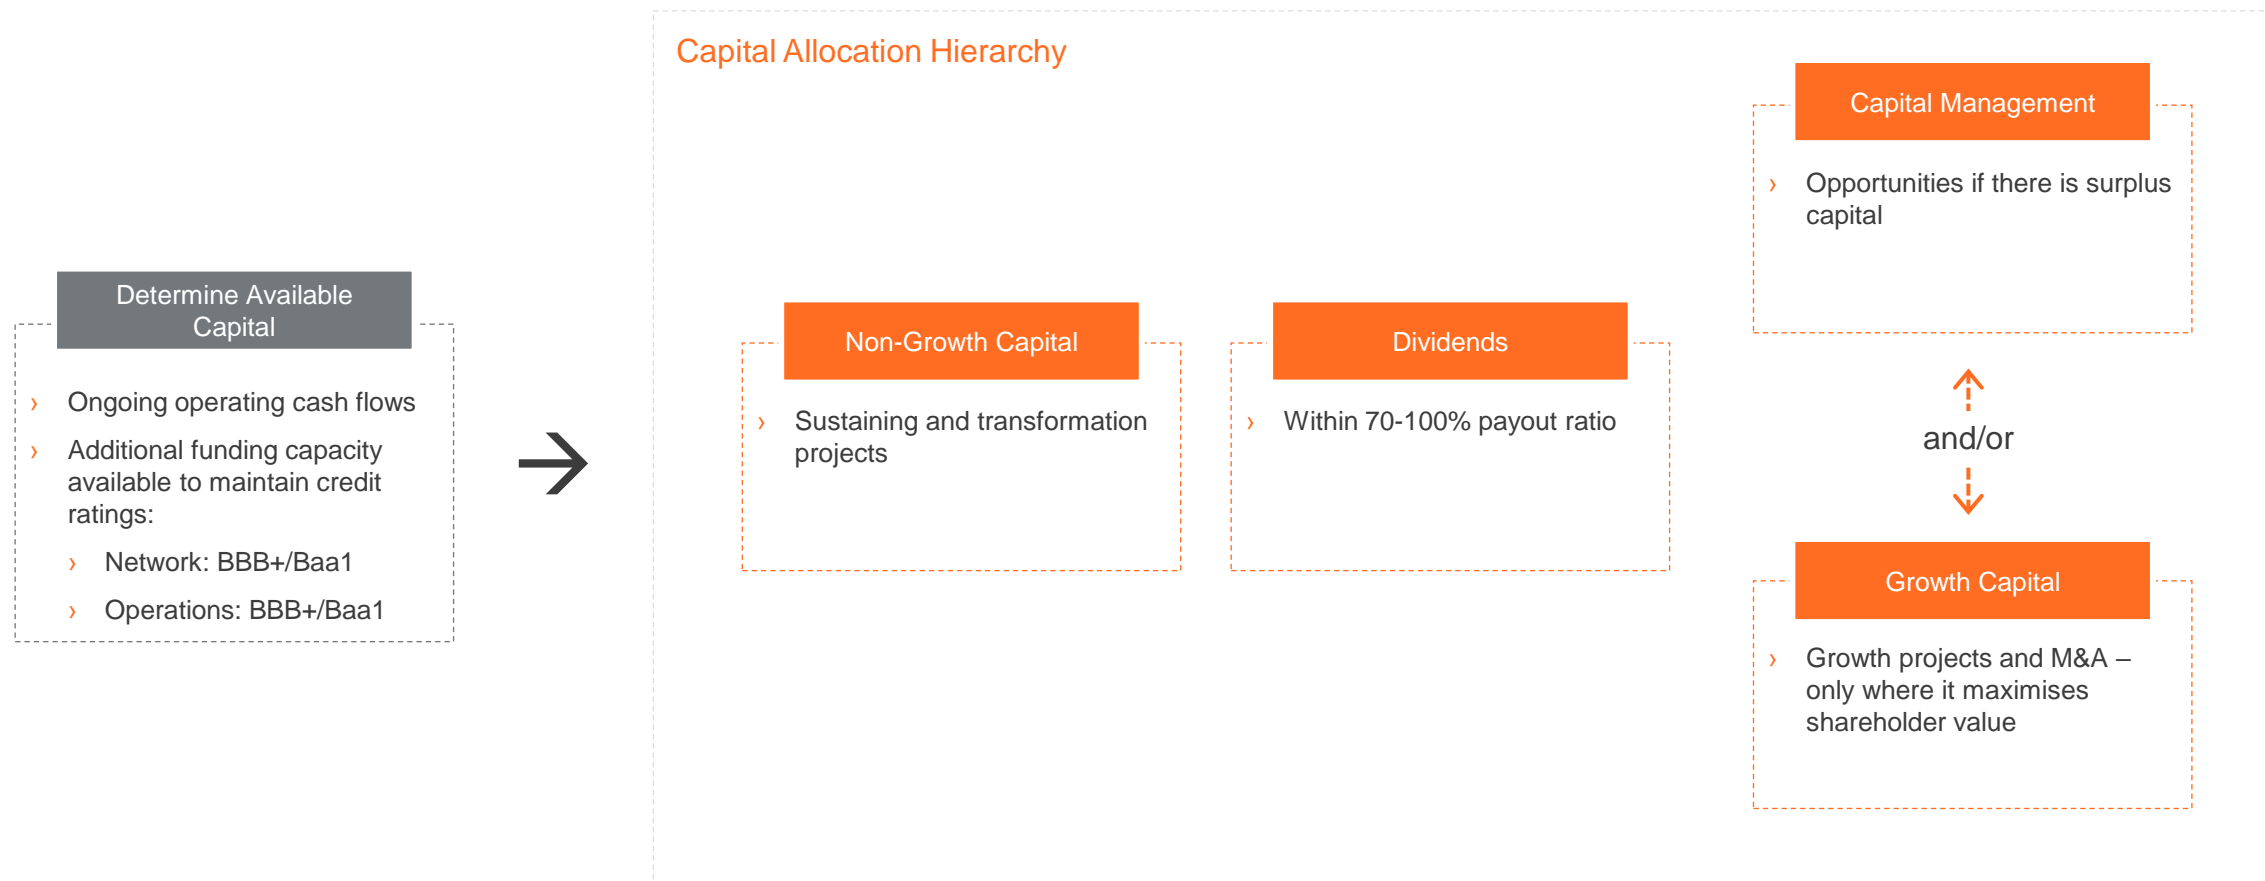 Capital Allocation Hierarchy
Determine Available
Capital
› Ongoing operating cash flows
› Additional funding capacity
available to maintain credit
ratings:
› Network: BBB+/Baa1
› Operations: BBB+/Baa1
Non-Growth Capital
› Sustaining and transformation
projects
Dividends
› Within 70-100% payout ratio
Capital Management
› Opportunities if there is surplus
capital
and/or
Growth Capital
› Growth projects and M&A –
only where it maximises
shareholder value